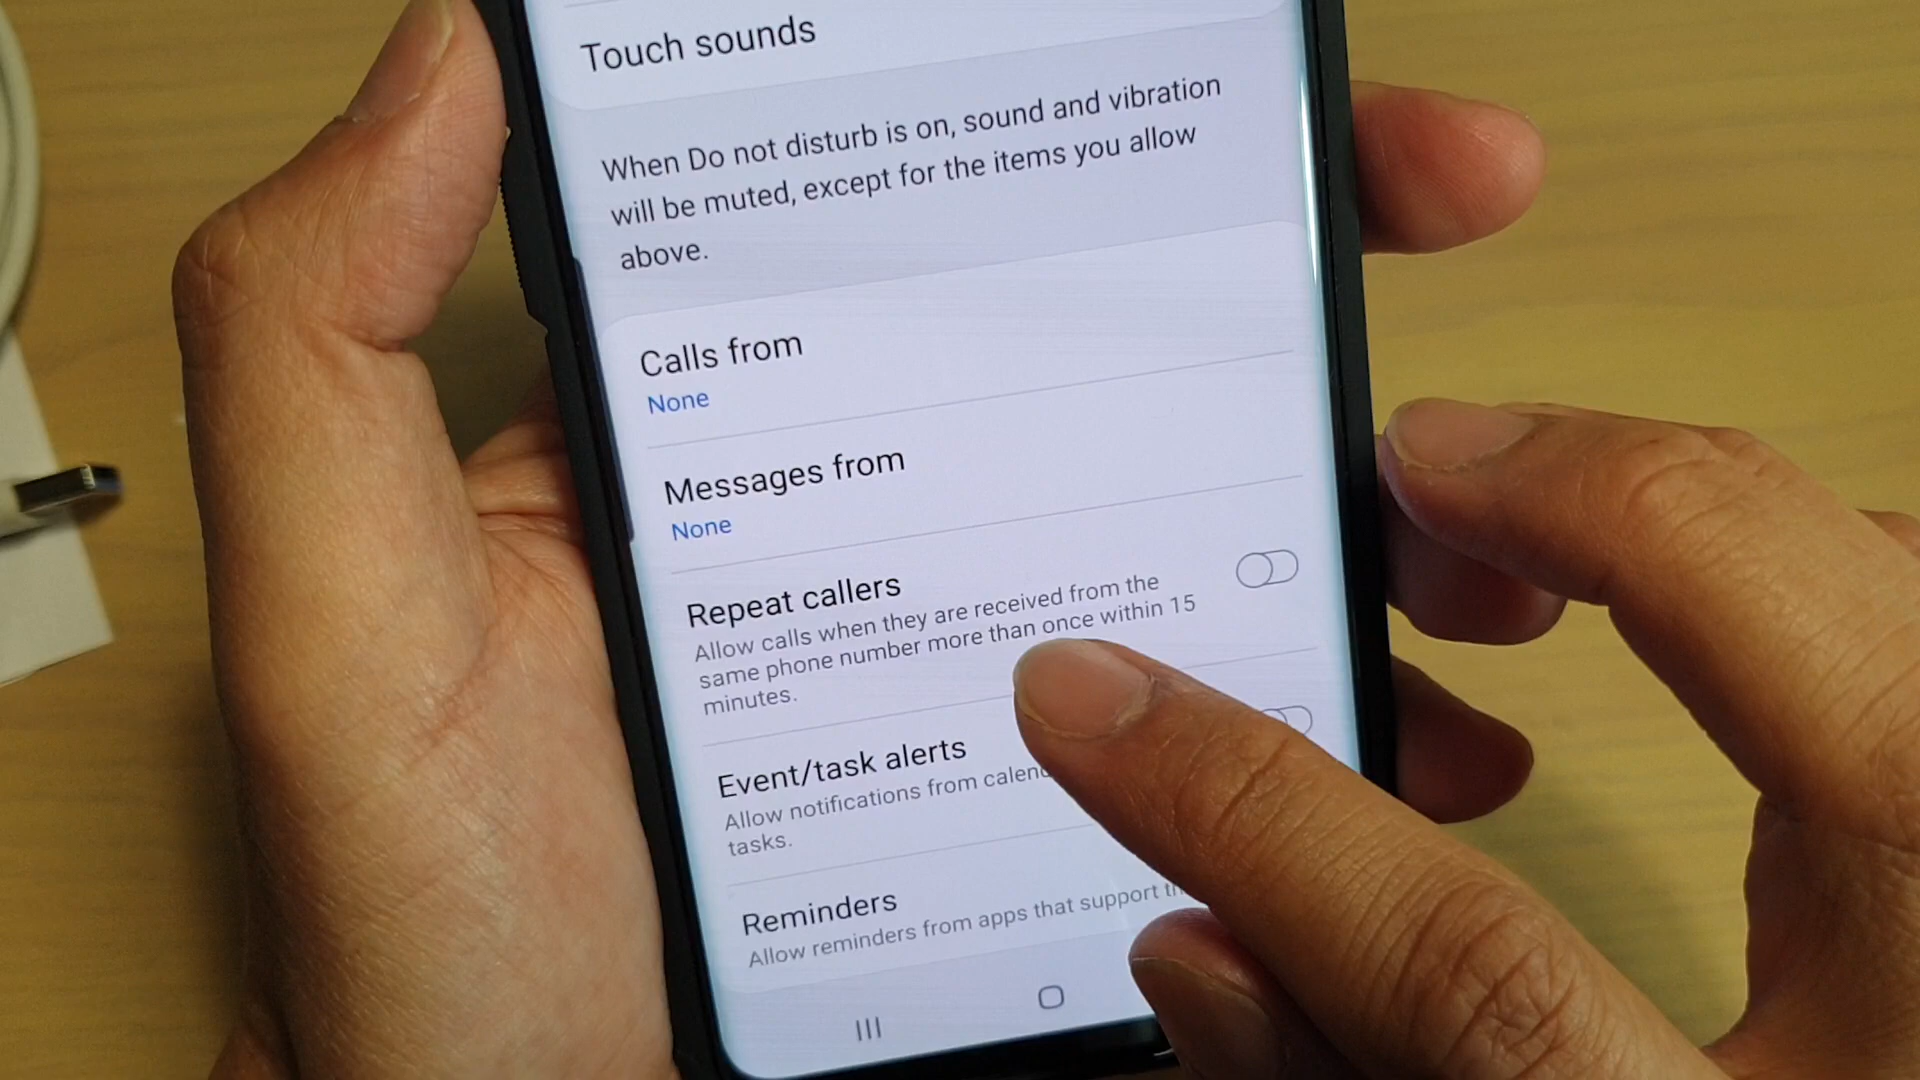 Touch sounds
When Do not disturb is on, sound and vibration
will be muted, except for the items you allow
above.
Calls from
None
Messages from
None
Repeat callers
Allow calls when they are received from the
same phone number more than once within 15
minutes.
Event/task alerts
Allow notifications from
tasks.
Reminders
Allow reminders from apps that support